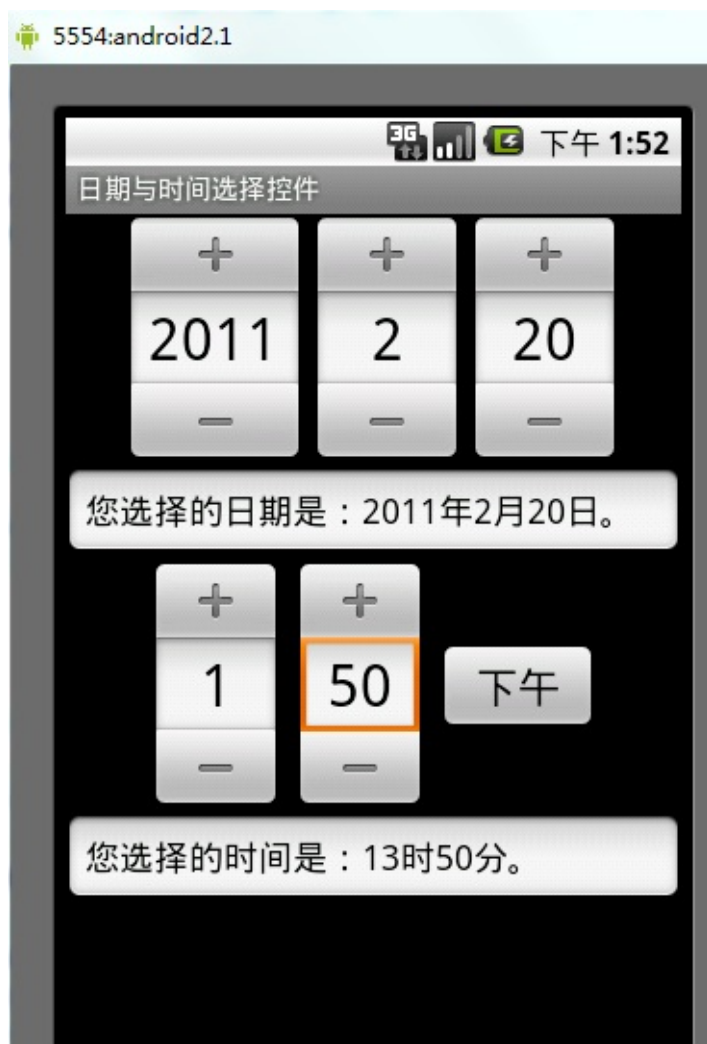 5554:android2.1
3G 下午 1:52
日期与时间选择控件
+ + +
2011 2 20
- - -
您选择的日期是：2011年2月20日。
+ +
1 50 下午
- -
您选择的时间是：13时50分。